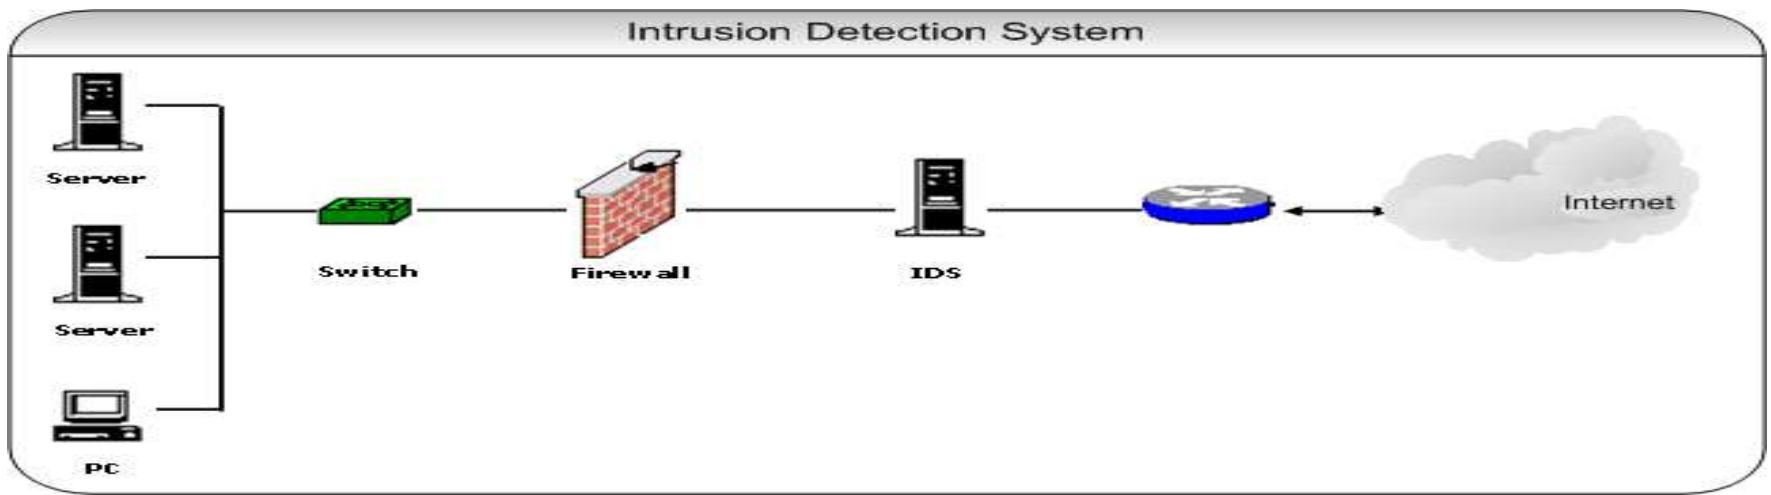 Intrusion Detection System
Server
Internet
Switch
Firewall
IDS
Server
PC